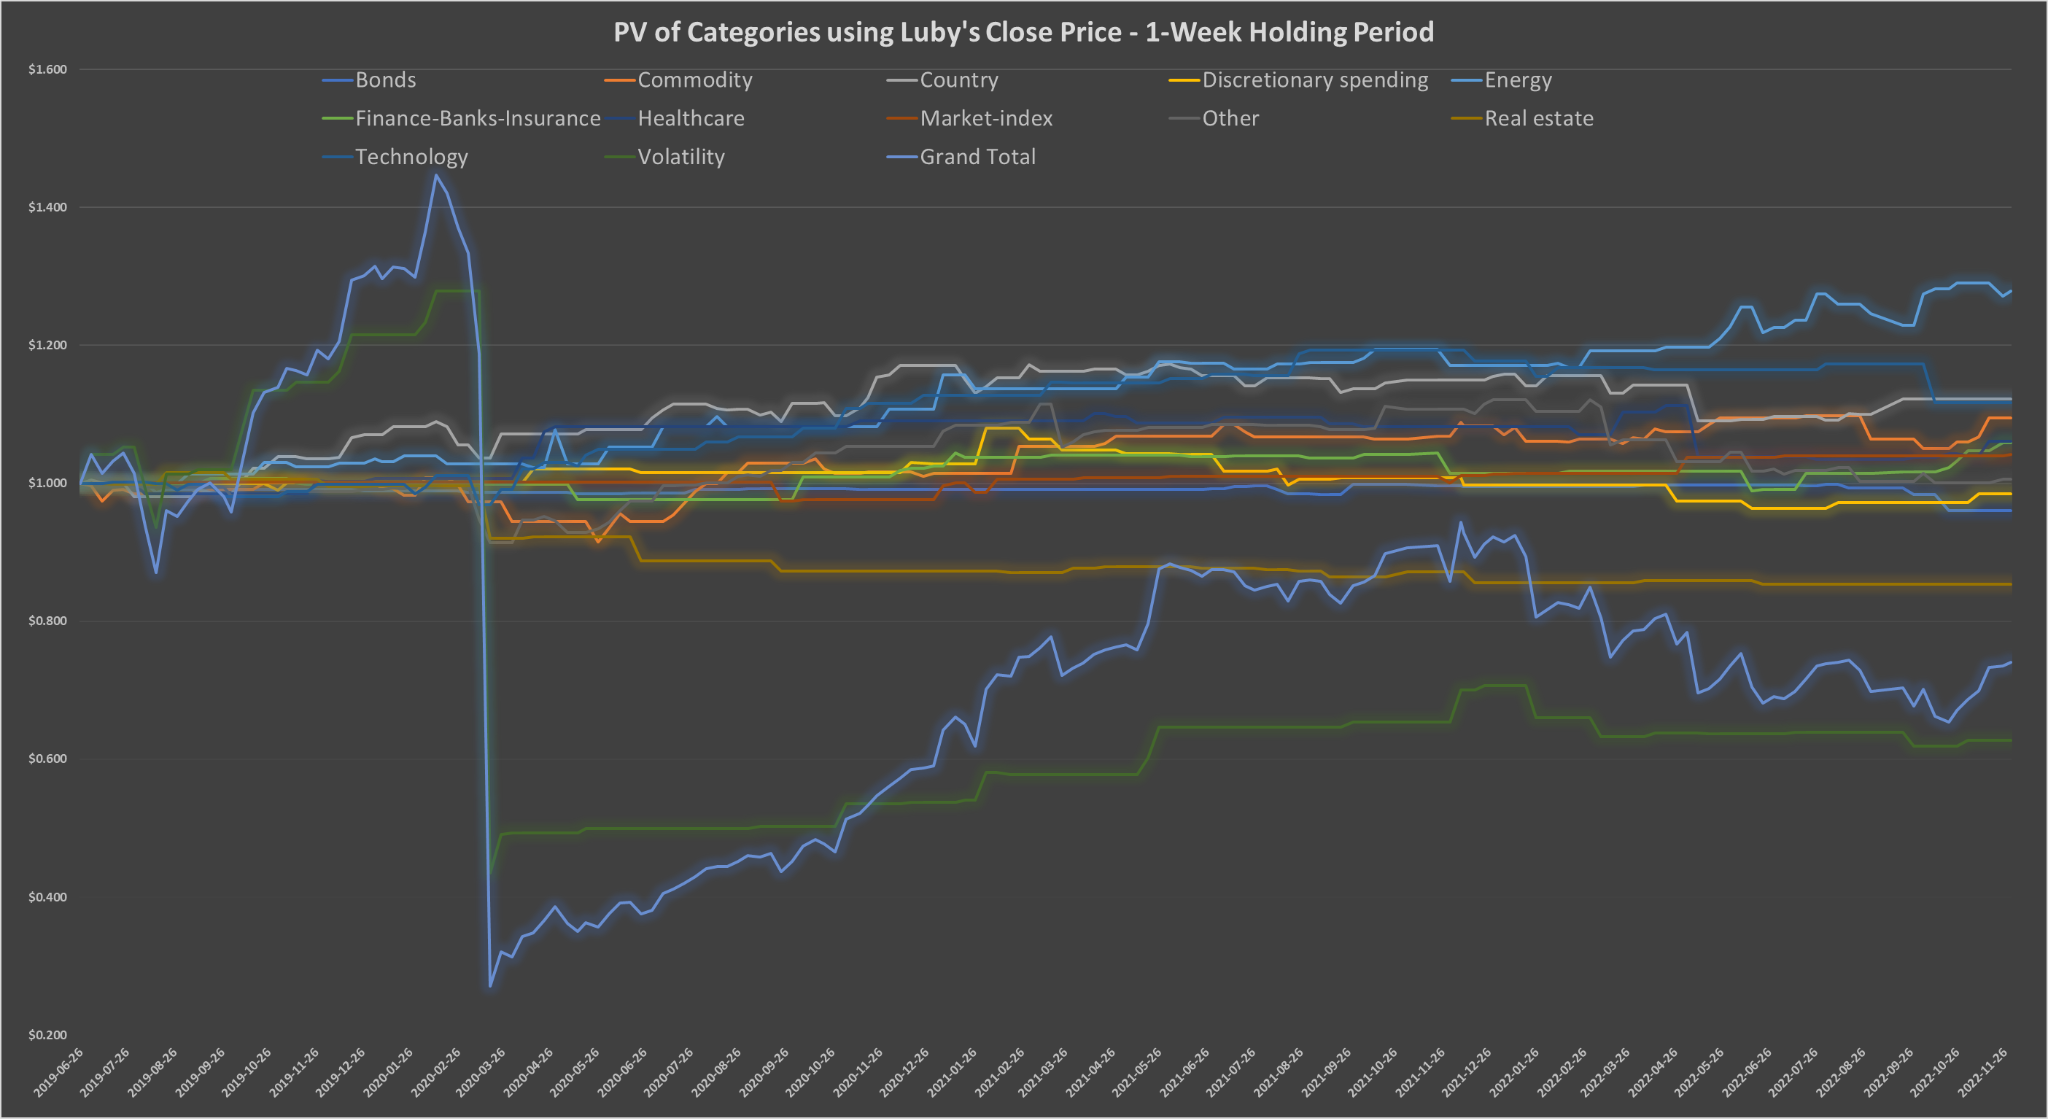 PV of Categories using Luby's Close Price - 1-Week Holding Period
$1.600
Bonds Commodity Country Discretionary spending Energy
Finance-Banks-Insurance Healthcare Market-index Other Real estate
Technology Volatility Grand Total
$1.400
$1.200
$1.000
$0.800
$0.600
$0.400
$0.200
2019-06-26 2019-07-26 2019-08-26 2019-09-26 2019-10-26 2019-11-26 2019-12-26 2020-01-26 2020-02-26 2020-03-26 2020-04-26 2020-05-26 2020-06-26 2020-07-26 2020-08-26 2020-09-26 2020-10-26 2020-11-26 2020-12-26 2021-01-26 2021-02-26 2021-03-26 2021-04-26 2021-05-26 2021-06-26 2021-07-26 2021-08-26 2021-09-26 2021-10-26 2021-11-26 2021-12-26 2022-01-26 2022-02-26 2022-03-26 2022-04-26 2022-05-26 2022-06-26 2022-07-26 2022-08-26 2022-09-26 2022-10-26 2022-11-26